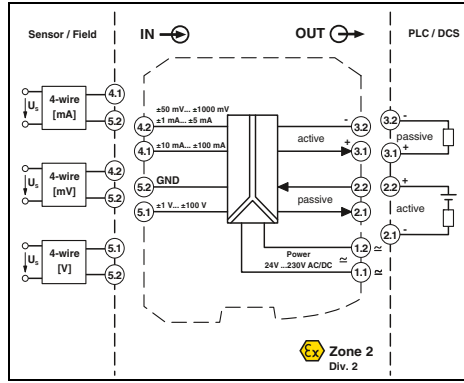 Sensor / Field
IN
OUT
PLC / DCS
Us
4-wire
[mA]
4.1
5.2
Us
4-wire
[mV]
4.2
5.2
Us
4-wire
[V]
5.1
5.2
±50 mV... ±1000 mV
±1 mA... ±5 mA
4.2
±10 mA... ±100 mA
4.1
GND
5.2
±1 V... ±100 V
5.1
active
-
3.2
+
3.1
passive
2.2
2.1
Power
24V ...230V AC/DC
≂
1.2 ≂
1.1 ≂
3.2 -
passive
3.1 +
2.2 +
active
2.1 -
Ex Zone 2
Div. 2